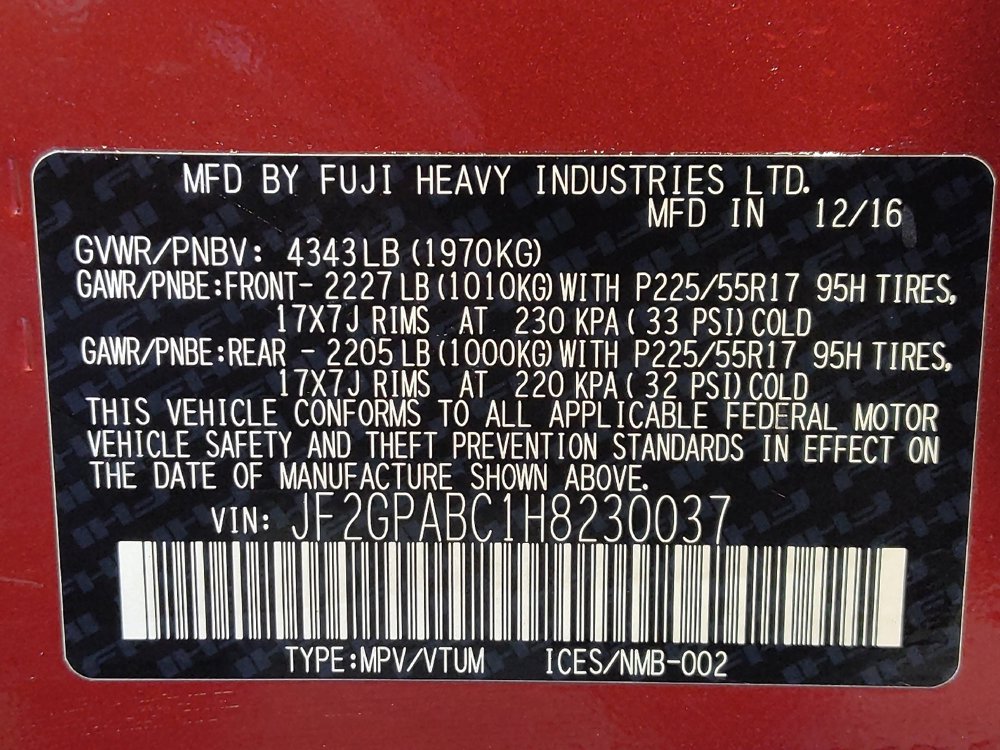 MFD BY FUJI HEAVY INDUSTRIES LTD.
MFD IN 12/16
GVWR/PNBV: 4343LB (1970KG)
GAWR/PNBE:FRONT- 2227LB (1010KG) WITH P225/55R17 95H TIRES,
17X7J RIMS AT 230 KPA( 33 PSI) COLD
GAWR/PNBE:REAR - 2205LB (1000KG) WITH P225/55R17 95H TIRES,
17X7J RIMS AT 220 KPA( 32 PSI) COLD
THIS VEHICLE CONFORMS TO ALL APPLICABLE FEDERAL MOTOR
VEHICLE SAFETY AND THEFT PREVENTION STANDARDS IN EFFECT ON
THE DATE OF MANUFACTURE SHOWN ABOVE.
VIN: JF2GPABC1H8230037
TYPE:MPV/VTUM ICES/NMB-002